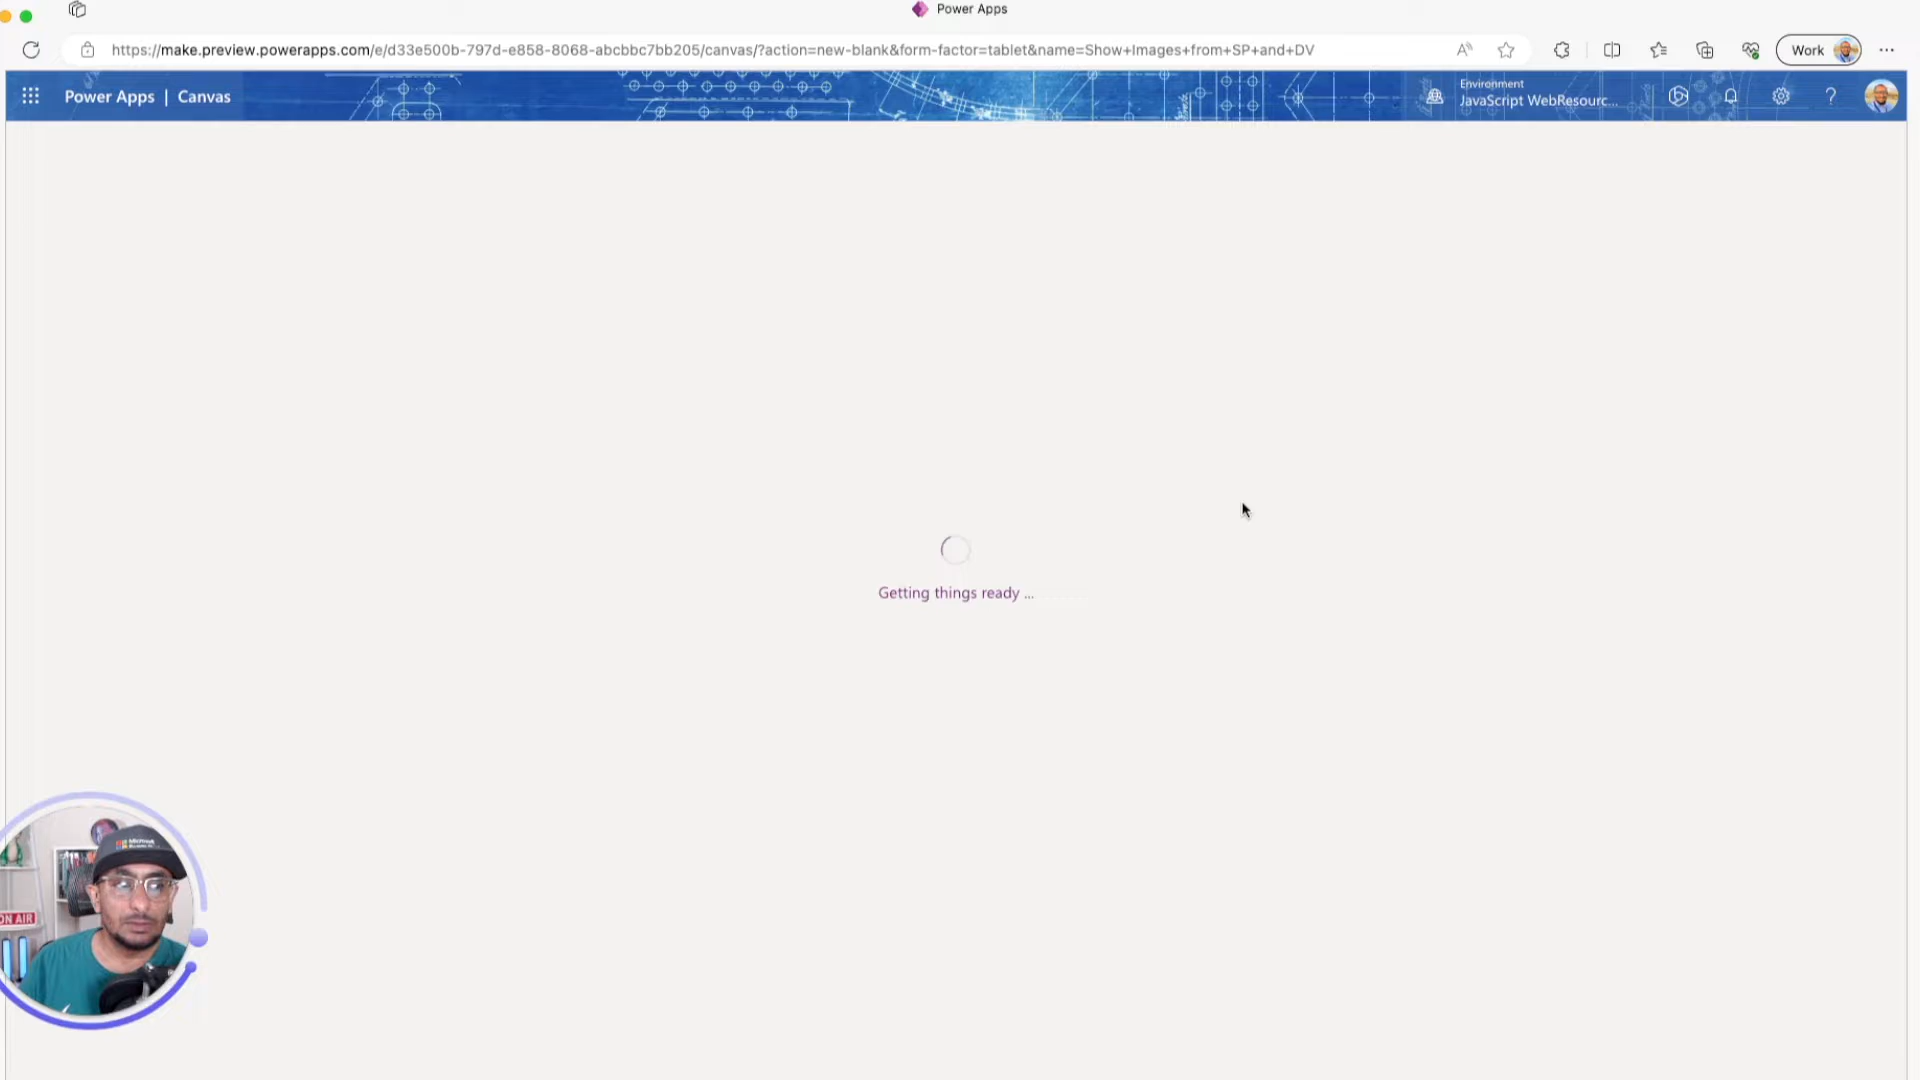 Power Apps
https://make.preview.powerapps.com/e/d33e500b-797d-e858-8068-abcbbc7bb205/canvas/?action=new-blank&form-factor=tablet&name=Show+Images+from+SP+and+DV
Work
Power Apps | Canvas
Environment
JavaScript WebResourc...
?
Getting things ready ...
Microsoft
ON AIR